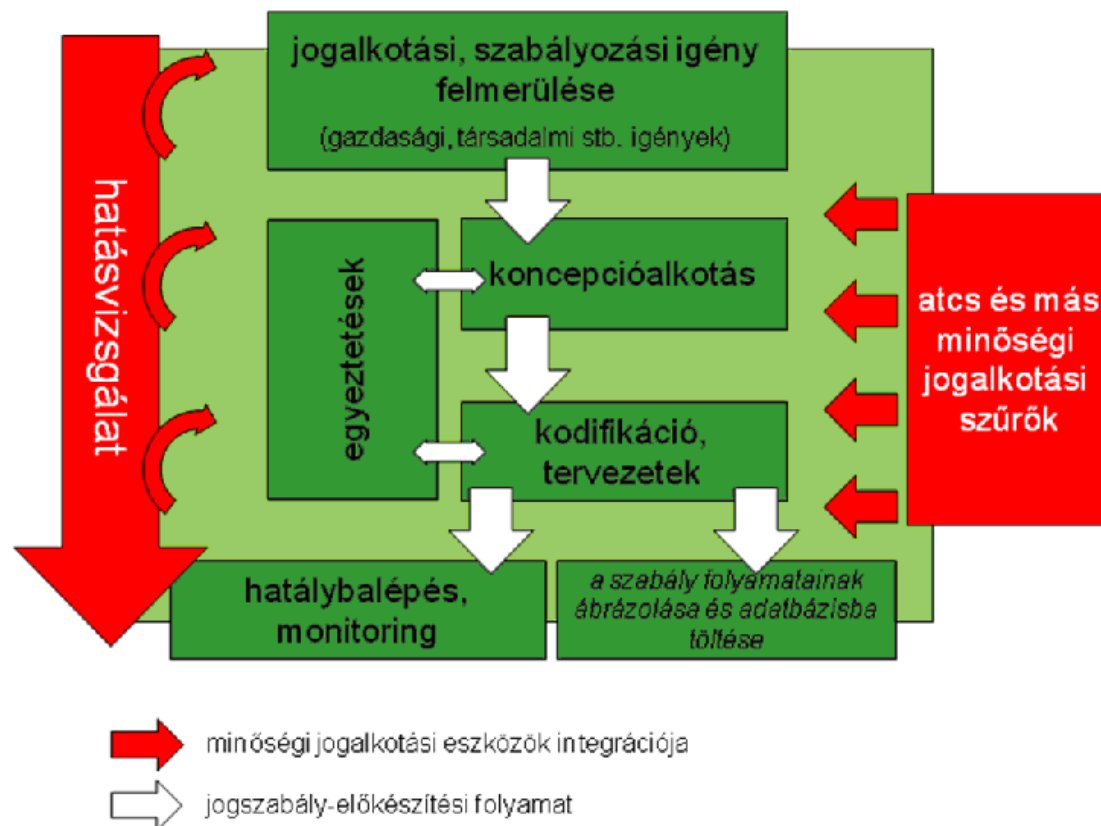 jogalkotási, szabályozási igény
felmerülése
(gazdasági, társadalmi stb. igények)
hatásvizsgálat
egyeztetések
koncepcióalkotás
kodifikáció,
tervezetek
atcs és más
minőségi
jogalkotási
szűrők
hatálybalépés,
monitoring
a szabály folyamatainak
ábrázolása és adatbázisba
töltése
minőségi jogalkotási eszközök integrációja
jogszabály-előkészítési folyamat